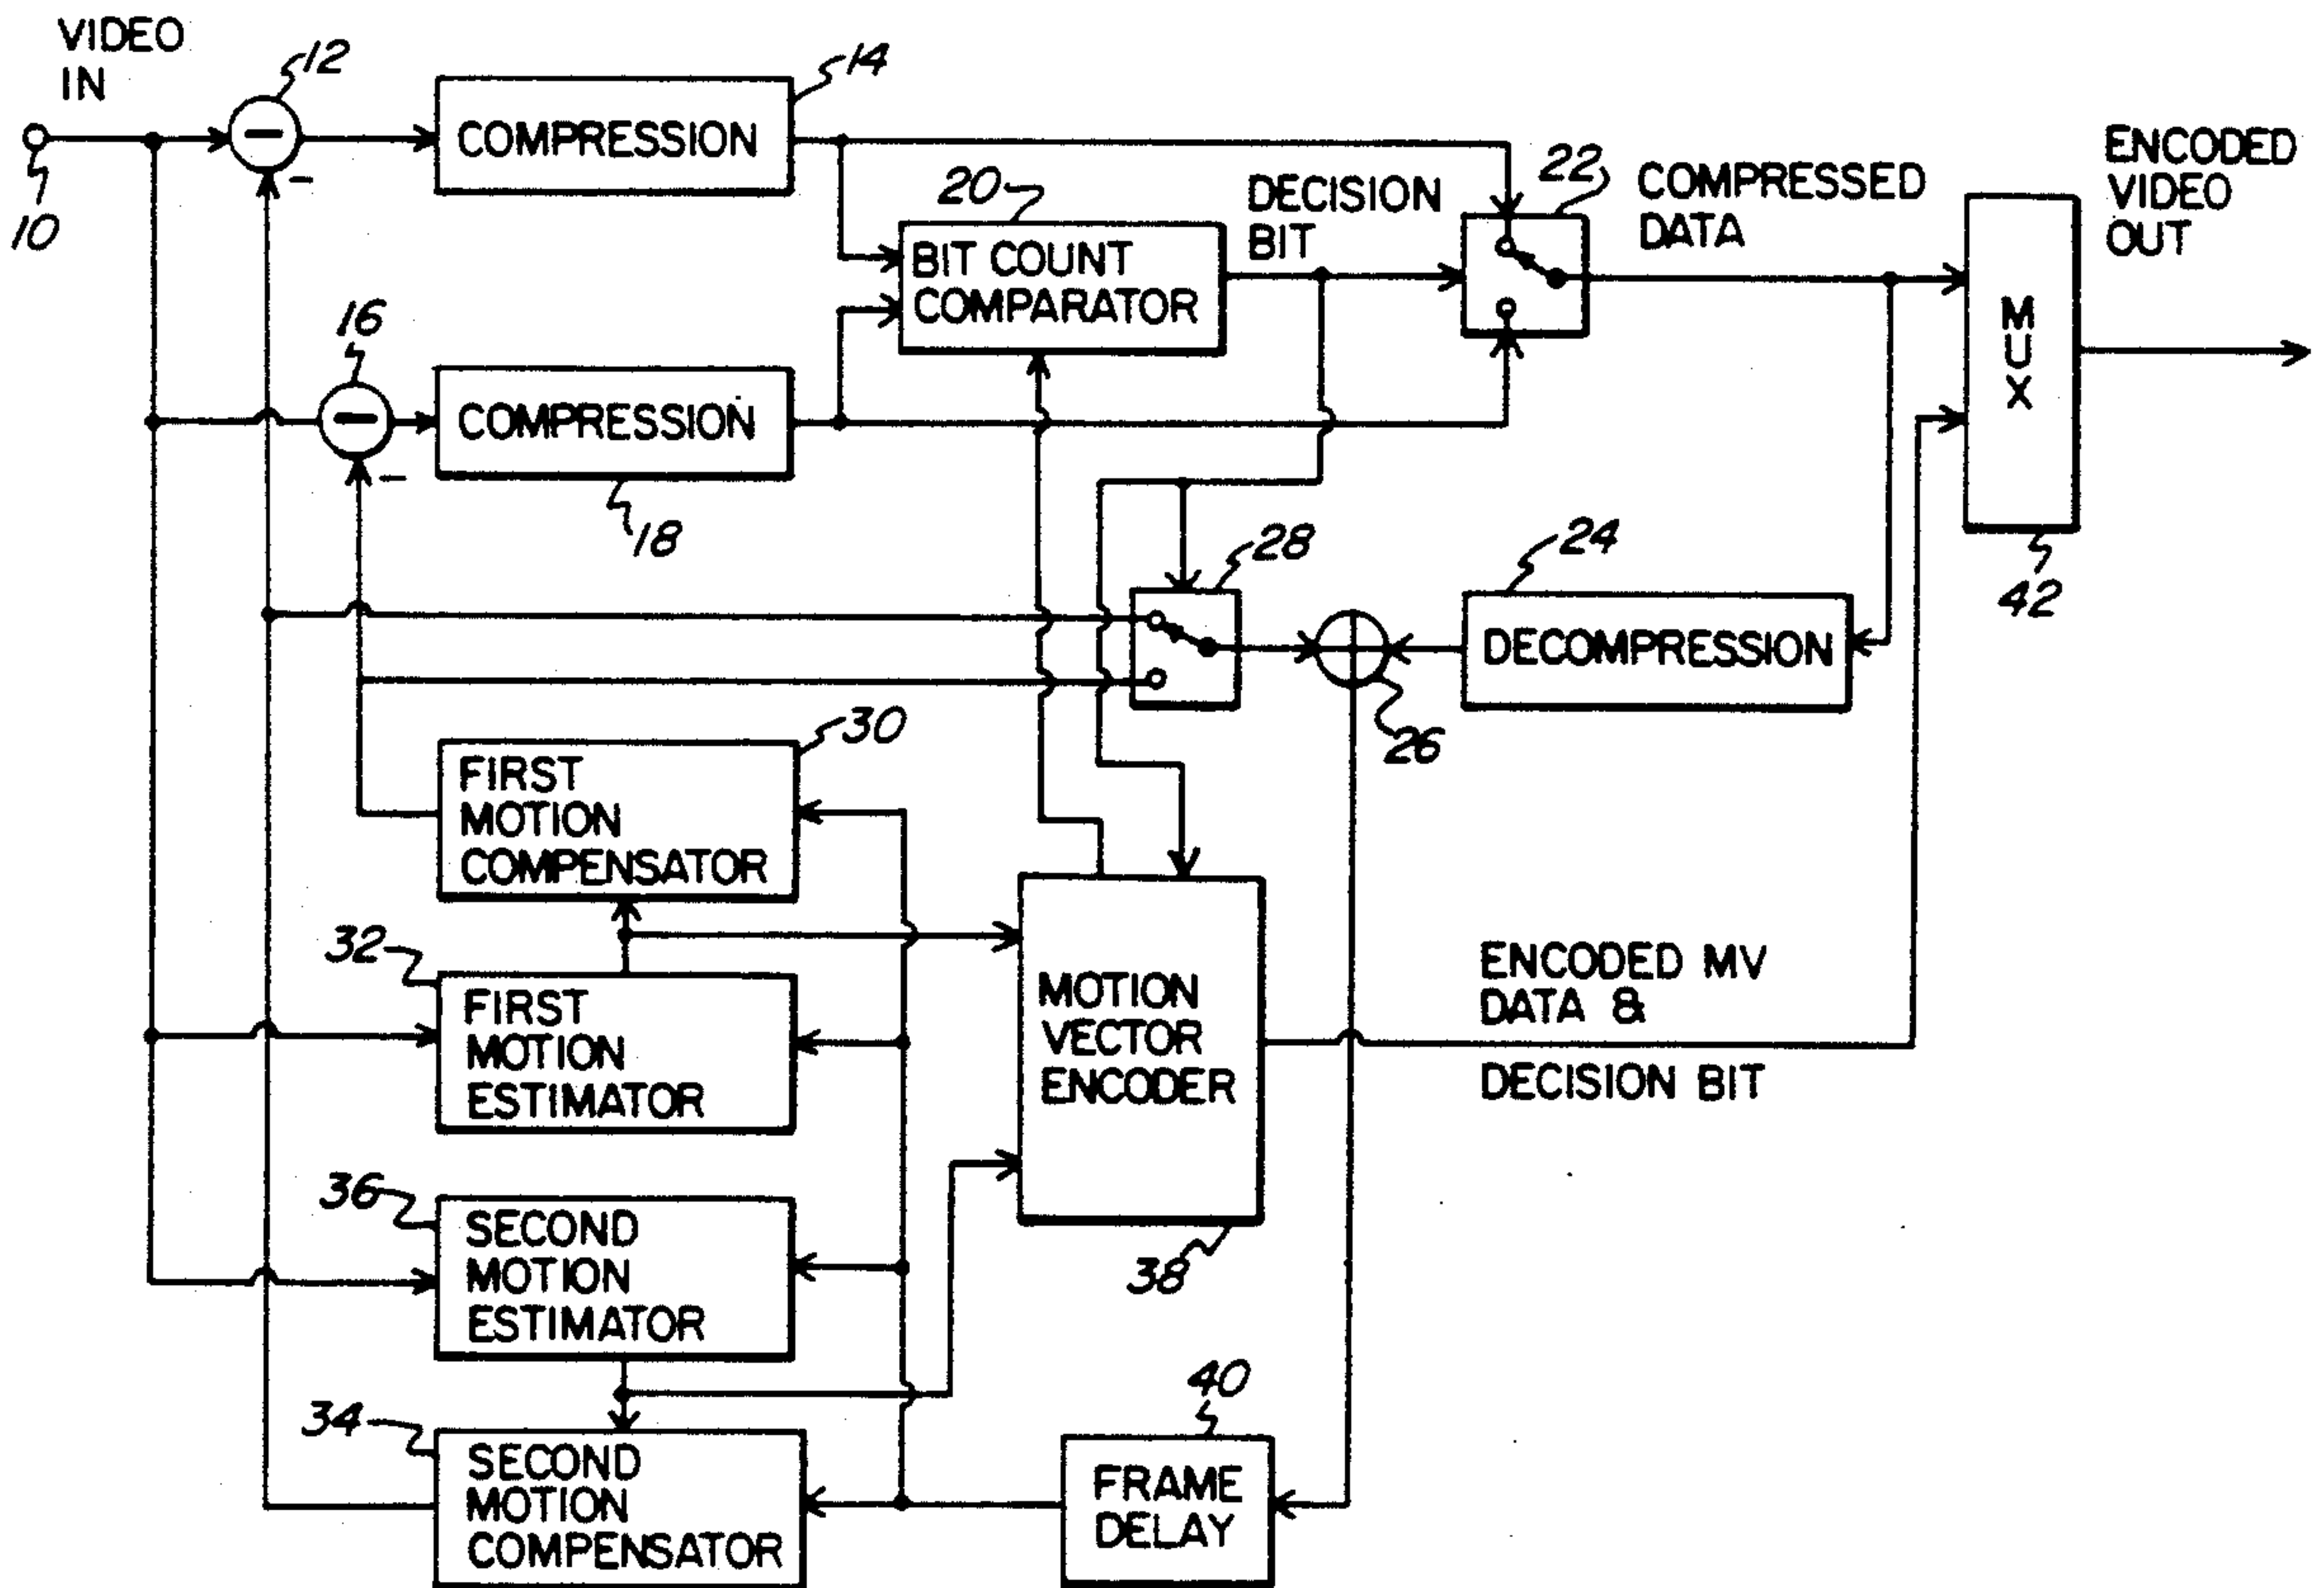 VIDEO
IN
10
12
-
COMPRESSION
14
16
-
COMPRESSION
18
20
BIT COUNT
COMPARATOR
DECISION
BIT
22
COMPRESSED
DATA
ENCODED
VIDEO
OUT
MUX
42
28
24
DECOMPRESSION
26
30
FIRST
MOTION
COMPENSATOR
32
FIRST
MOTION
ESTIMATOR
36
SECOND
MOTION
ESTIMATOR
34
SECOND
MOTION
COMPENSATOR
MOTION
VECTOR
ENCODER
38
ENCODED MV
DATA &
DECISION BIT
40
FRAME
DELAY